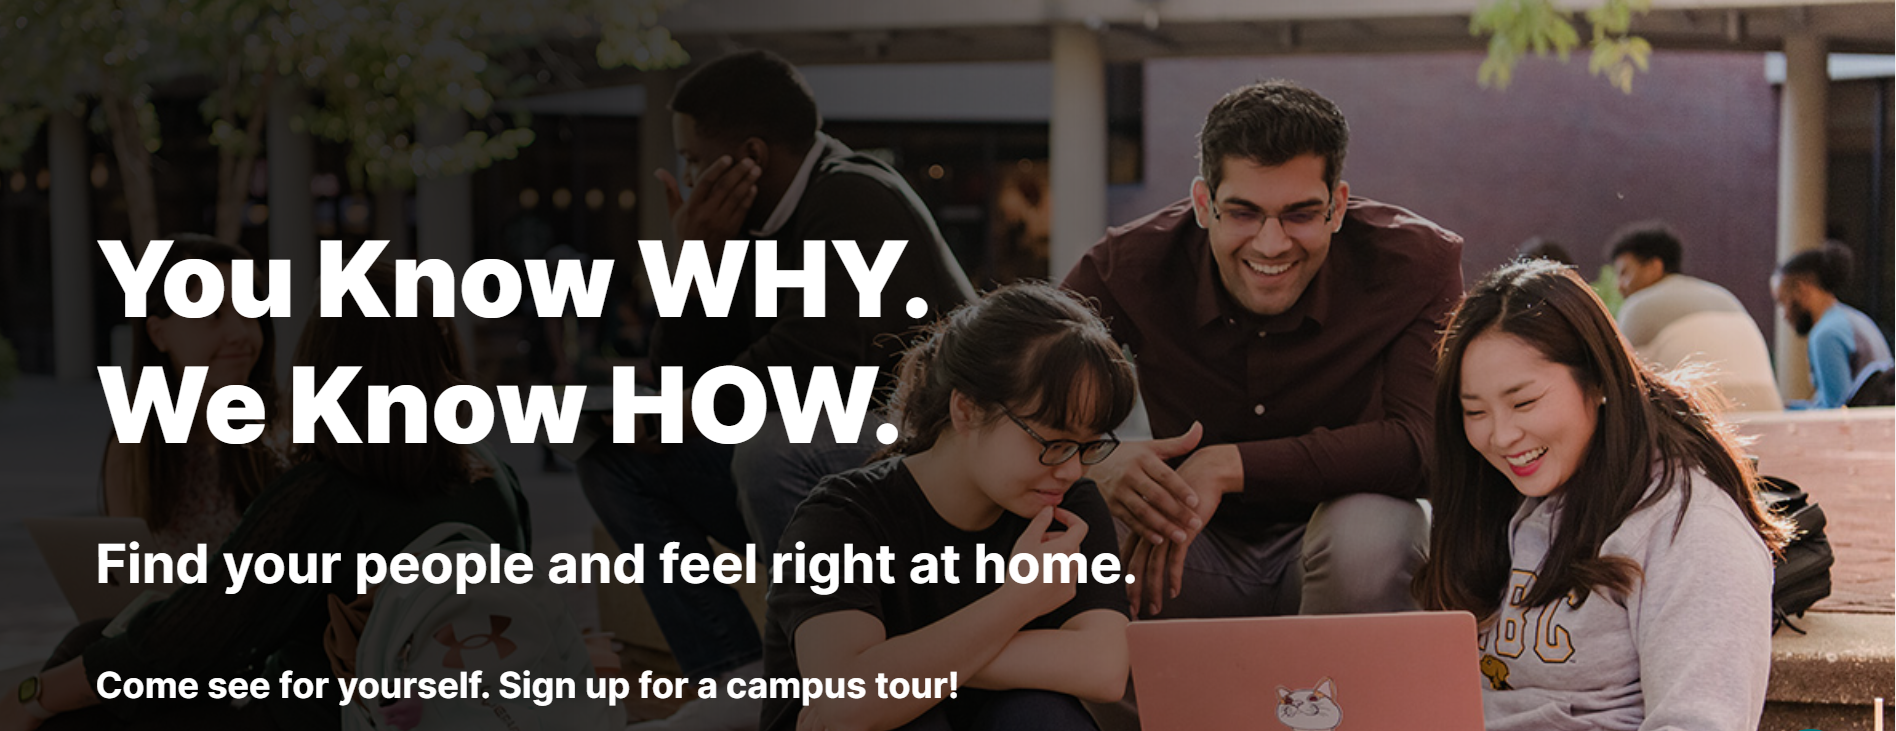 You Know WHY.
We Know HOW.
Find your people and feel right at home.
Come see for yourself. Sign up for a campus tour!